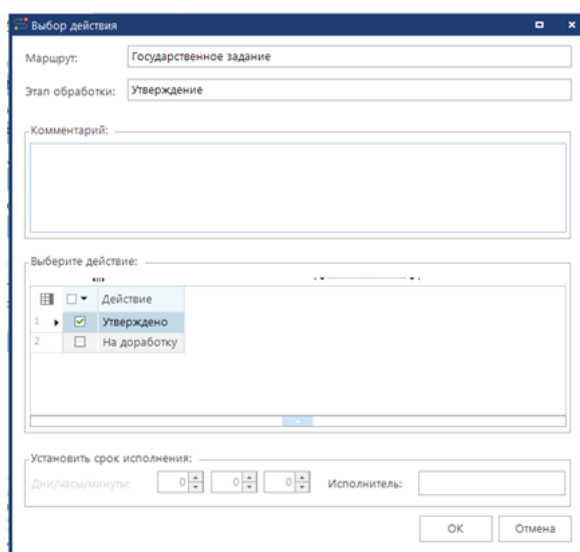 Выбор действия
Маршрут: Государственное задание
Этап обработки: Утверждение
Комментарий:
Выберите действие:
Действие
1 Утверждено
2 На доработку
Установить срок исполнения:
Дни/часы/минуты: 0 0 0 Исполнитель:
ОК Отмена